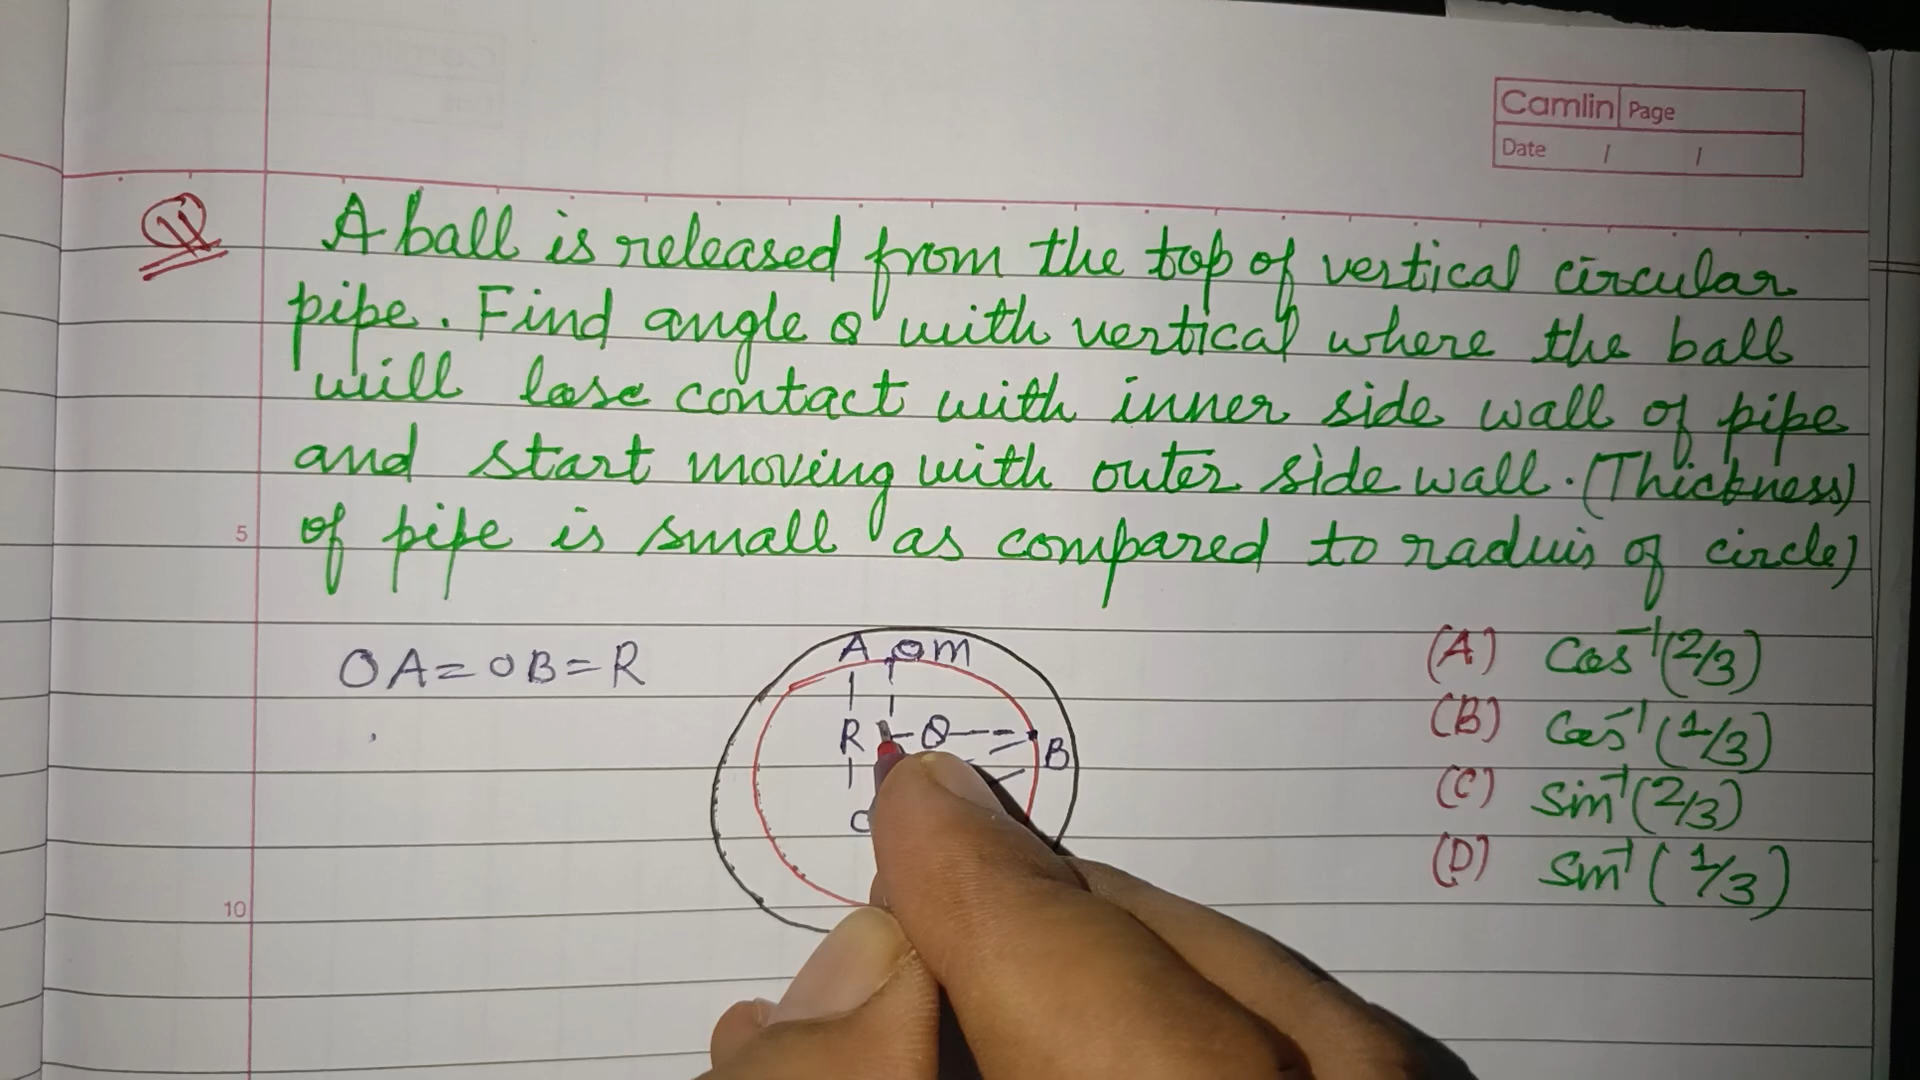 Camlin Page
Date / /
Q A ball is released from the top of vertical circular
pipe. Find angle θ with vertical where the ball
will lose contact with inner side wall of pipe
and start moving with outer side wall. (Thickness)
of pipe is small as compared to raduis of circle)
5
OA = OB = R
A m
R θ B
10
(A) Cos⁻¹(2/3)
(B) Cos⁻¹(1/3)
(C) Sin⁻¹(2/3)
(D) Sin⁻¹(1/3)